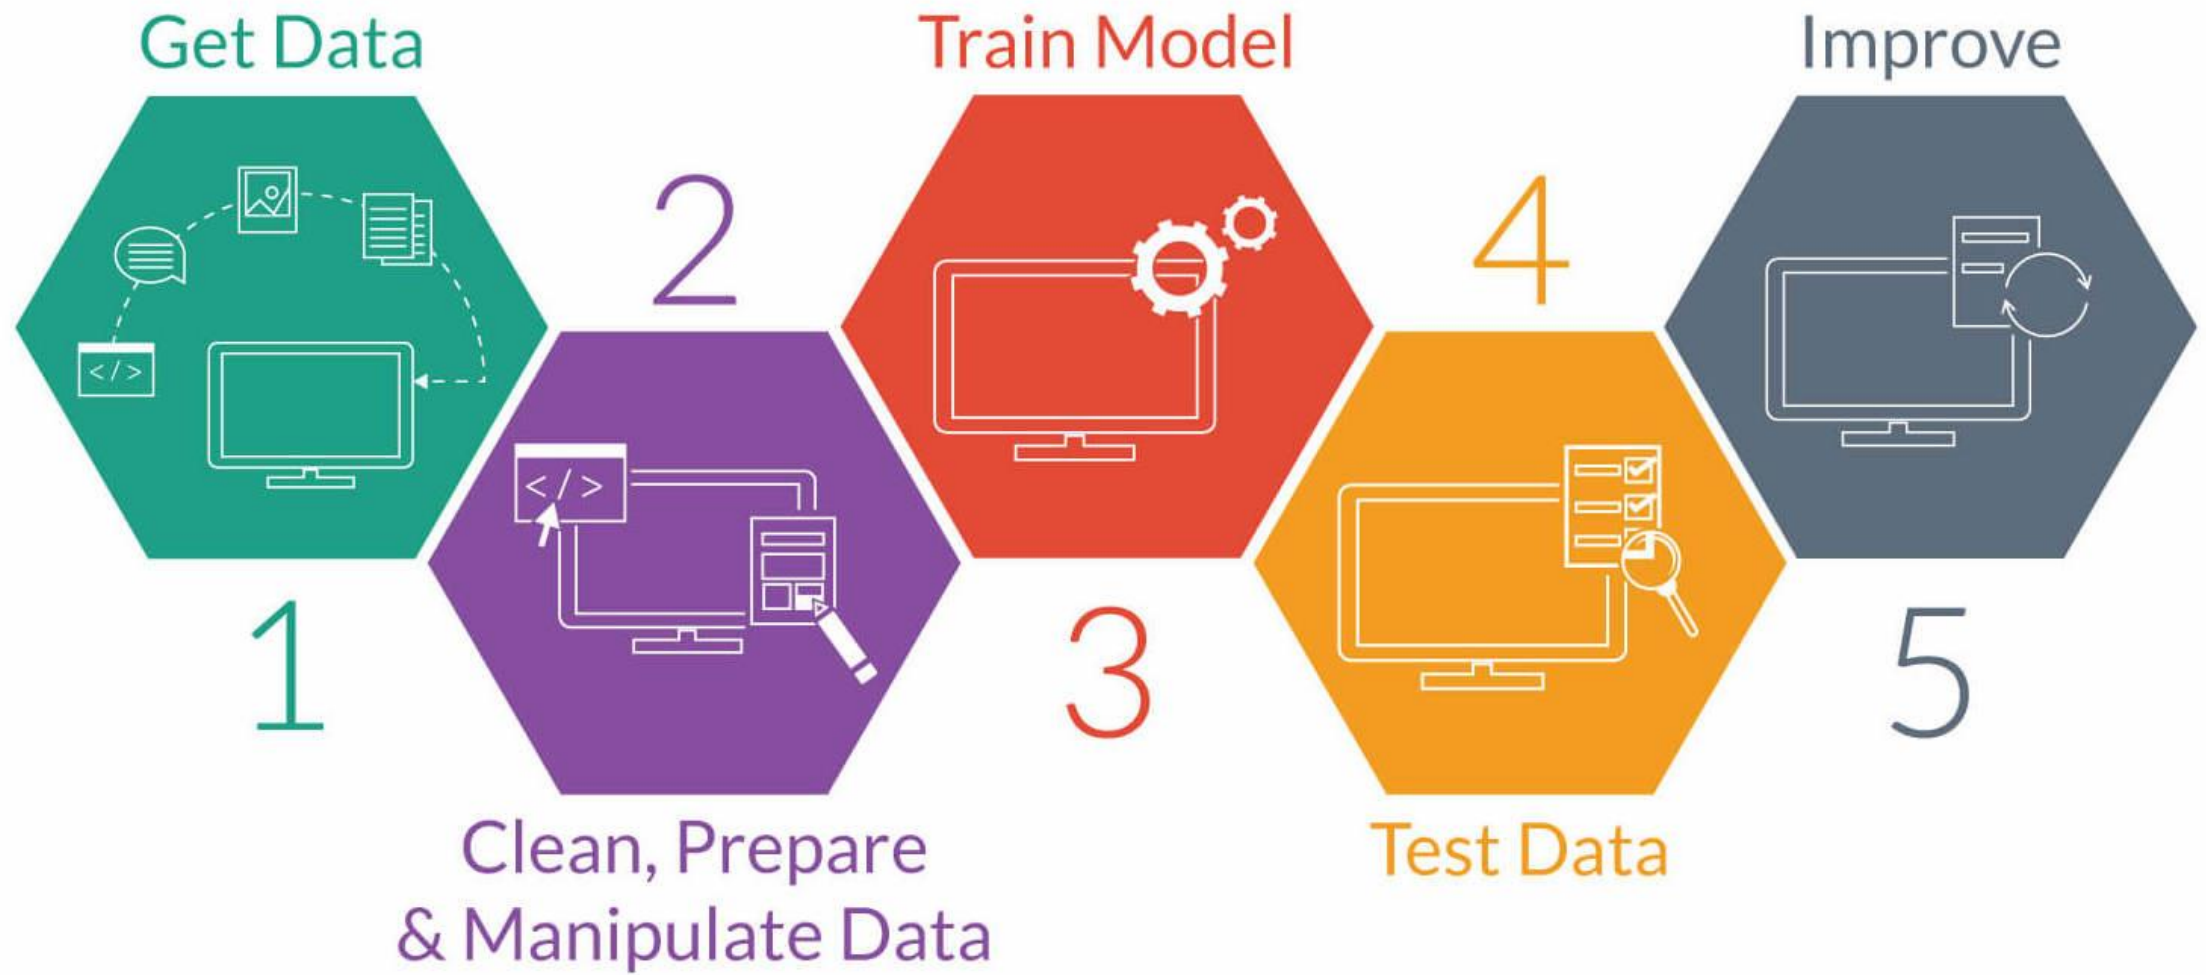 Get Data
</>
1
2
</>
Clean, Prepare
& Manipulate Data
Train Model
3
4
Test Data
Improve
5